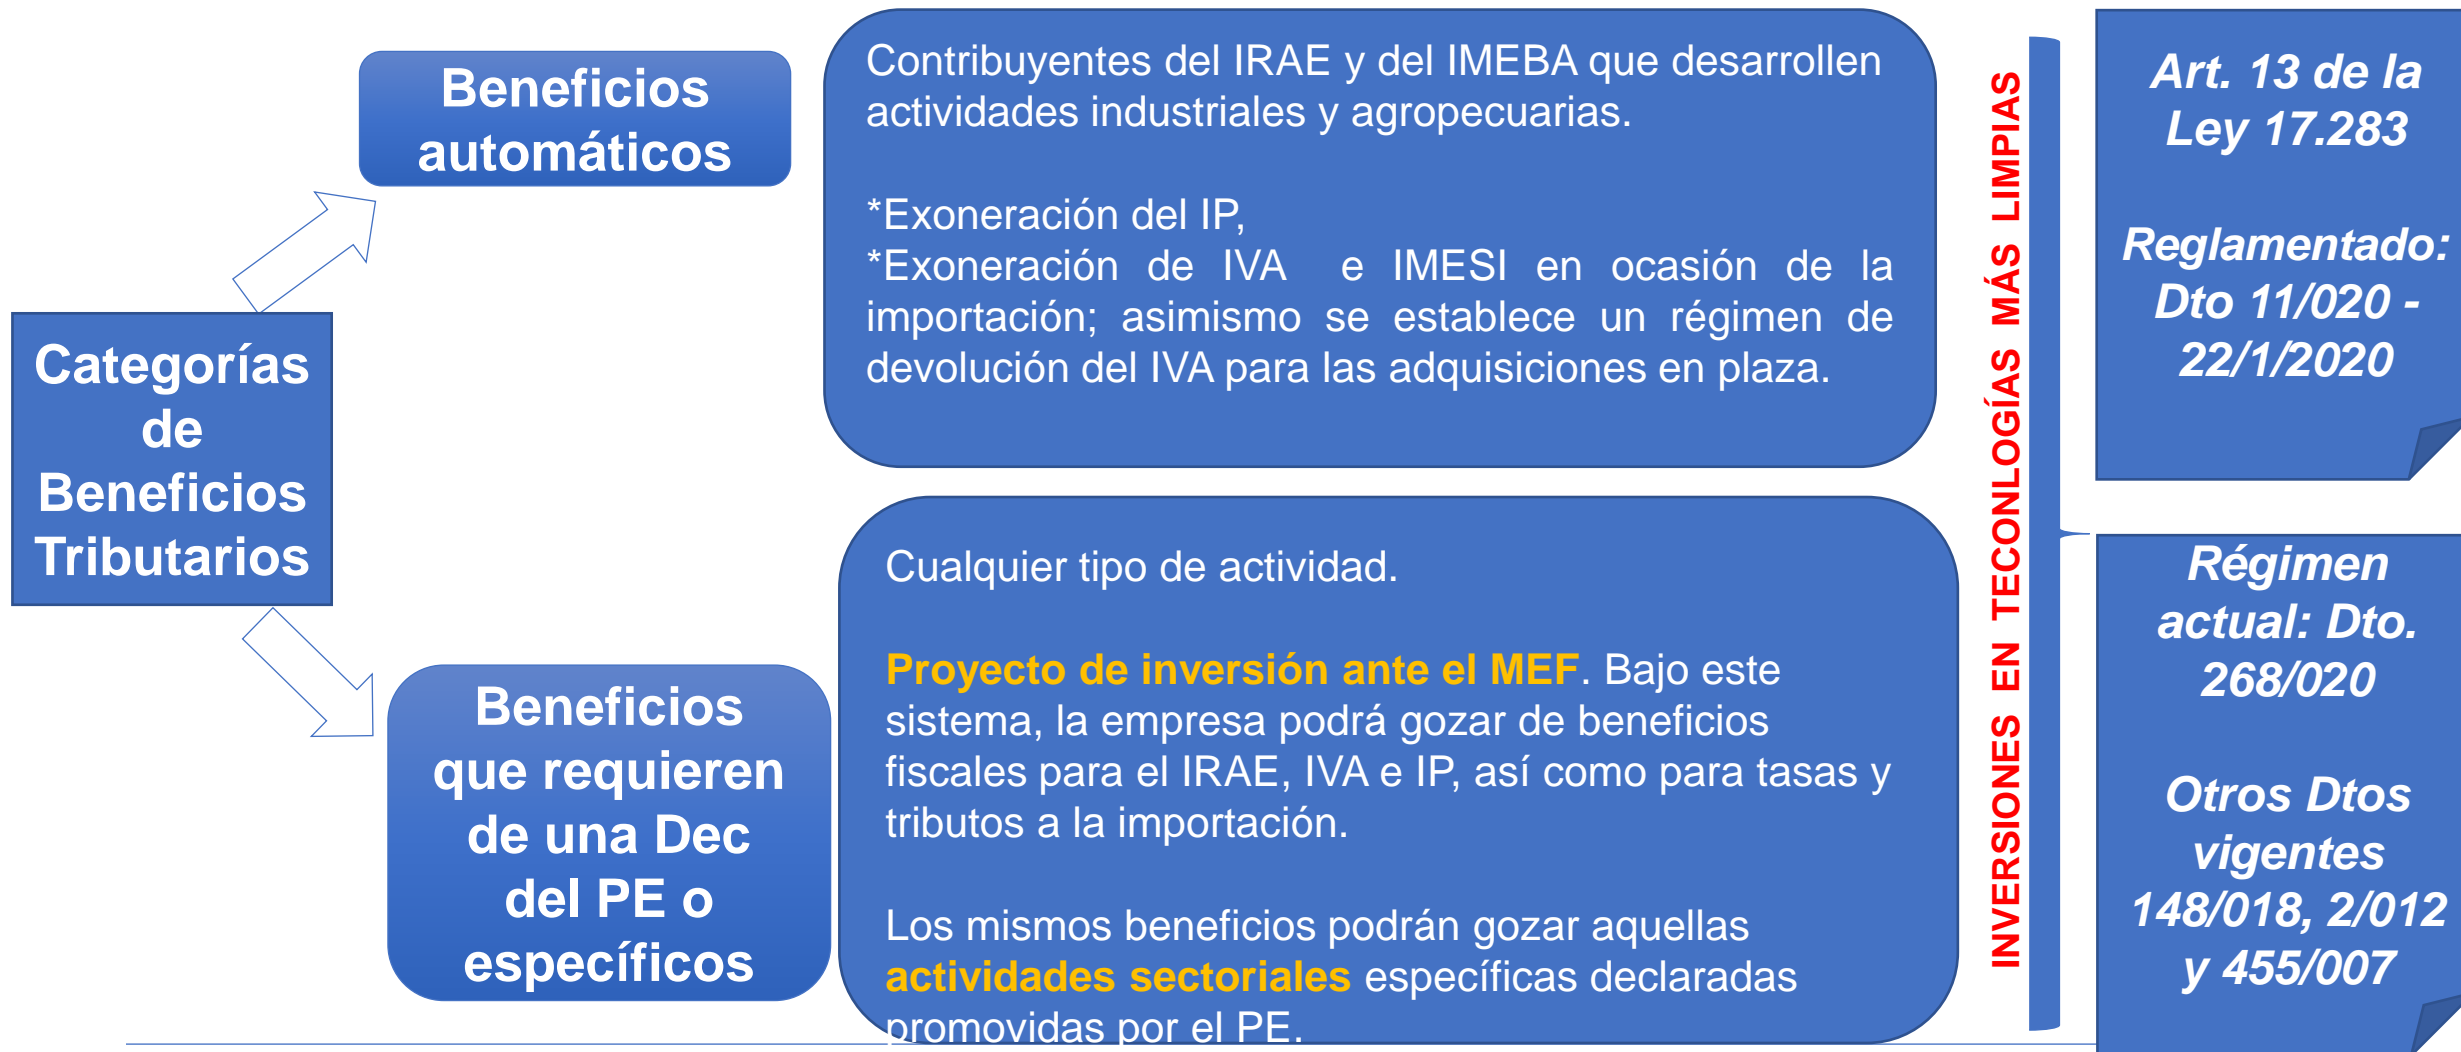 Categorías
de
Beneficios
Tributarios
Beneficios
automáticos
Contribuyentes del IRAE y del IMEBA que desarrollen
actividades industriales y agropecuarias.
*Exoneración del IP,
*Exoneración de IVA e IMESI en ocasión de la
importación; asimismo se establece un régimen de
devolución del IVA para las adquisiciones en plaza.
Beneficios
que requieren
de una Dec
del PE o
específicos
Cualquier tipo de actividad.
Proyecto de inversión ante el MEF. Bajo este
sistema, la empresa podrá gozar de beneficios
fiscales para el IRAE, IVA e IP, así como para tasas y
tributos a la importación.
Los mismos beneficios podrán gozar aquellas
actividades sectoriales específicas declaradas
promovidas por el PE.
INVERSIONES EN TECONLOGÍAS MÁS LIMPIAS
Art. 13 de la
Ley 17.283
Reglamentado:
Dto 11/020 -
22/1/2020
Régimen
actual: Dto.
268/020
Otros Dtos
vigentes
148/018, 2/012
y 455/007